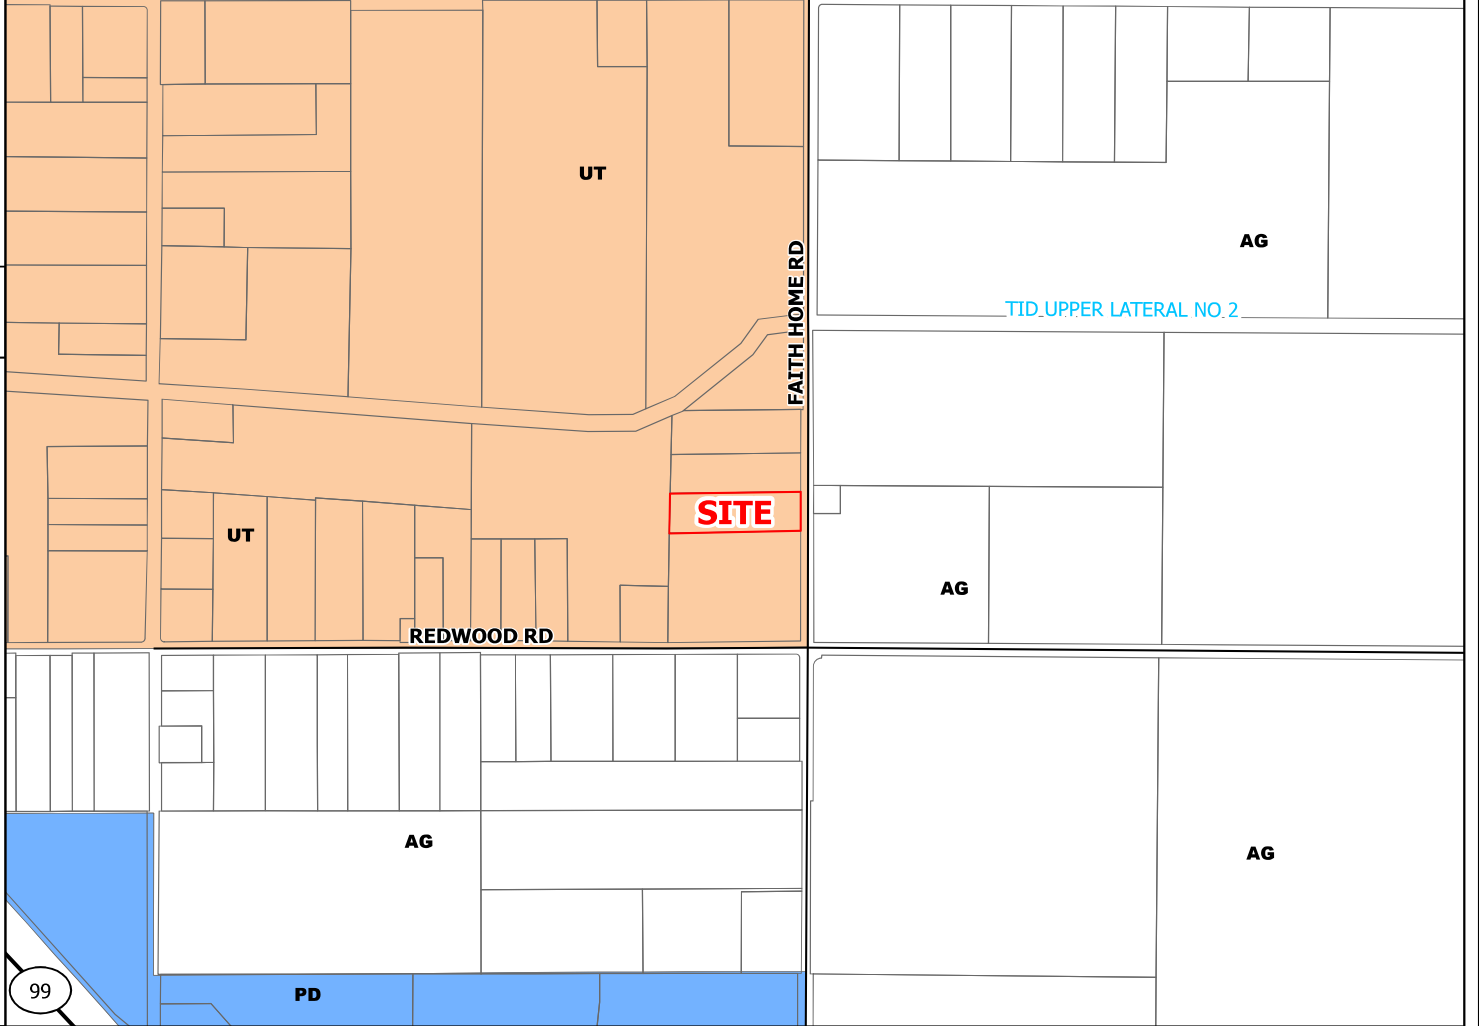 UT
AG
FAITH HOME RD
TID UPPER LATERAL NO 2
SITE
UT
AG
REDWOOD RD
AG
AG
99
PD